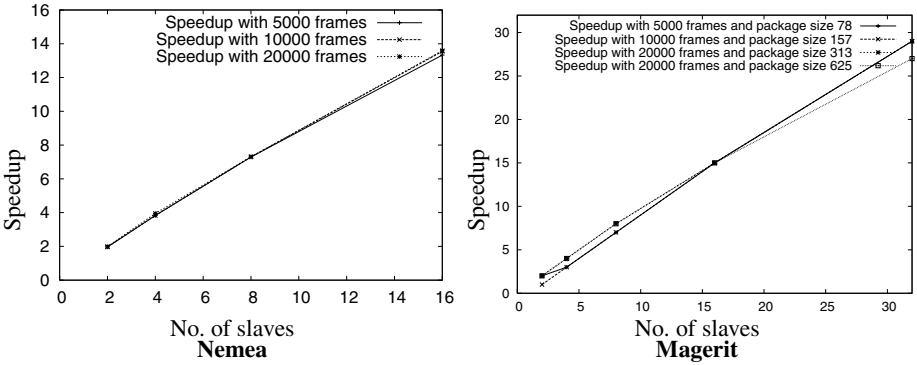 Speedup with 5000 frames
Speedup with 10000 frames
Speedup with 20000 frames
16
14
12
10
8
6
4
2
0
Speedup
0 2 4 6 8 10 12 14 16
No. of slaves
Nemea
Speedup with 5000 frames and package size 78
Speedup with 10000 frames and package size 157
Speedup with 20000 frames and package size 313
Speedup with 20000 frames and package size 625
30
25
20
15
10
5
0
Speedup
0 5 10 15 20 25 30
No. of slaves
Magerit